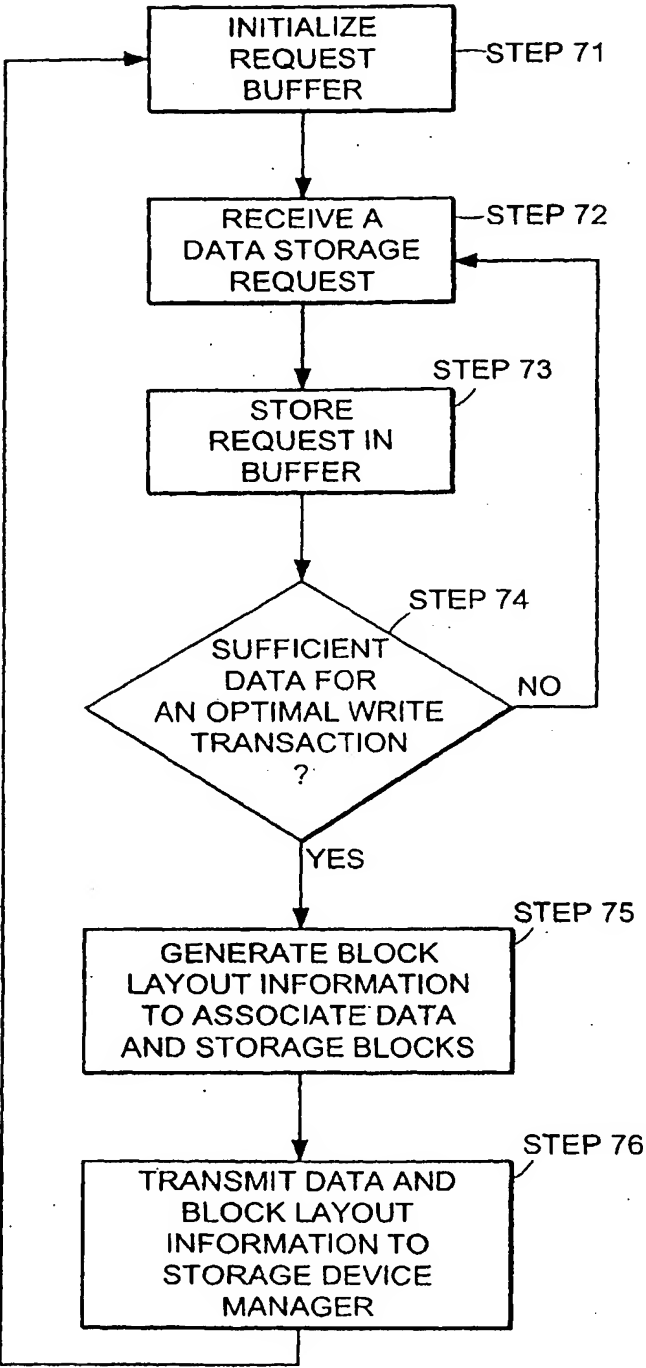 INITIALIZE
REQUEST
BUFFER
STEP 71
RECEIVE A
DATA STORAGE
REQUEST
STEP 72
STEP 73
STORE
REQUEST IN
BUFFER
STEP 74
SUFFICIENT
DATA FOR
AN OPTIMAL WRITE
TRANSACTION
?
NO
YES
STEP 75
GENERATE BLOCK
LAYOUT INFORMATION
TO ASSOCIATE DATA
AND STORAGE BLOCKS
STEP 76
TRANSMIT DATA AND
BLOCK LAYOUT
INFORMATION TO
STORAGE DEVICE
MANAGER